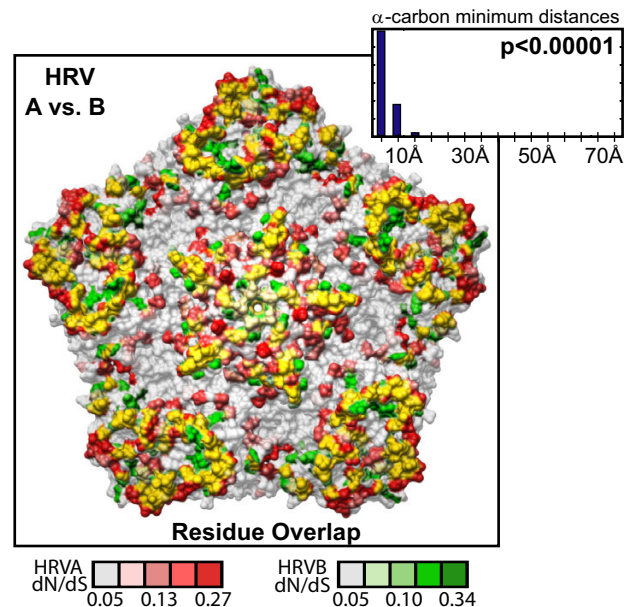 α-carbon minimum distances
p<0.00001
10Å 30Å 50Å 70Å
HRV
A vs. B
Residue Overlap
HRVA
dN/dS
0.05 0.13 0.27
HRVB
dN/dS
0.05 0.10 0.34